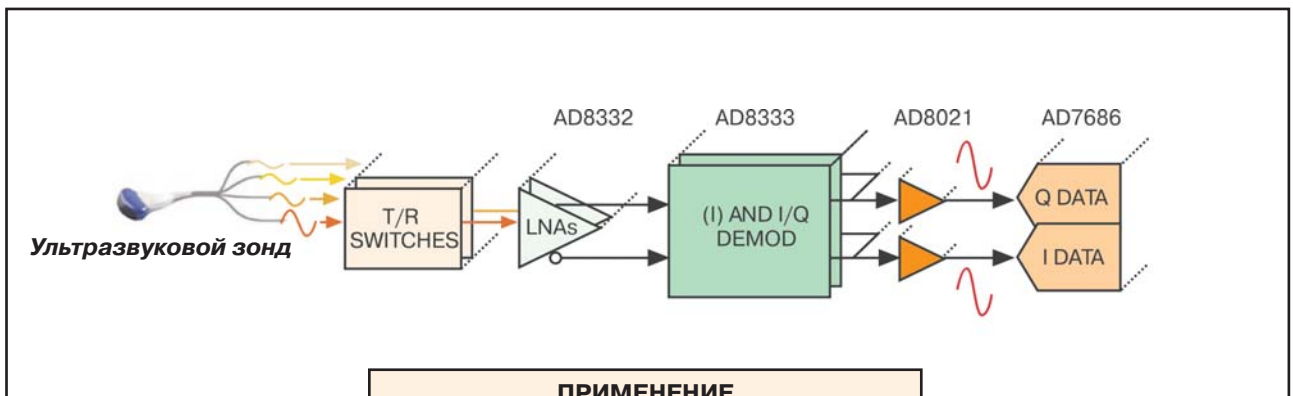 AD8332 AD8333 AD8021 AD7686
Ультразвуковой зонд
T/R
SWITCHES
LNAs
(I) AND I/Q
DEMOD
Q DATA
I DATA
ПРИМЕНЕНИЕ